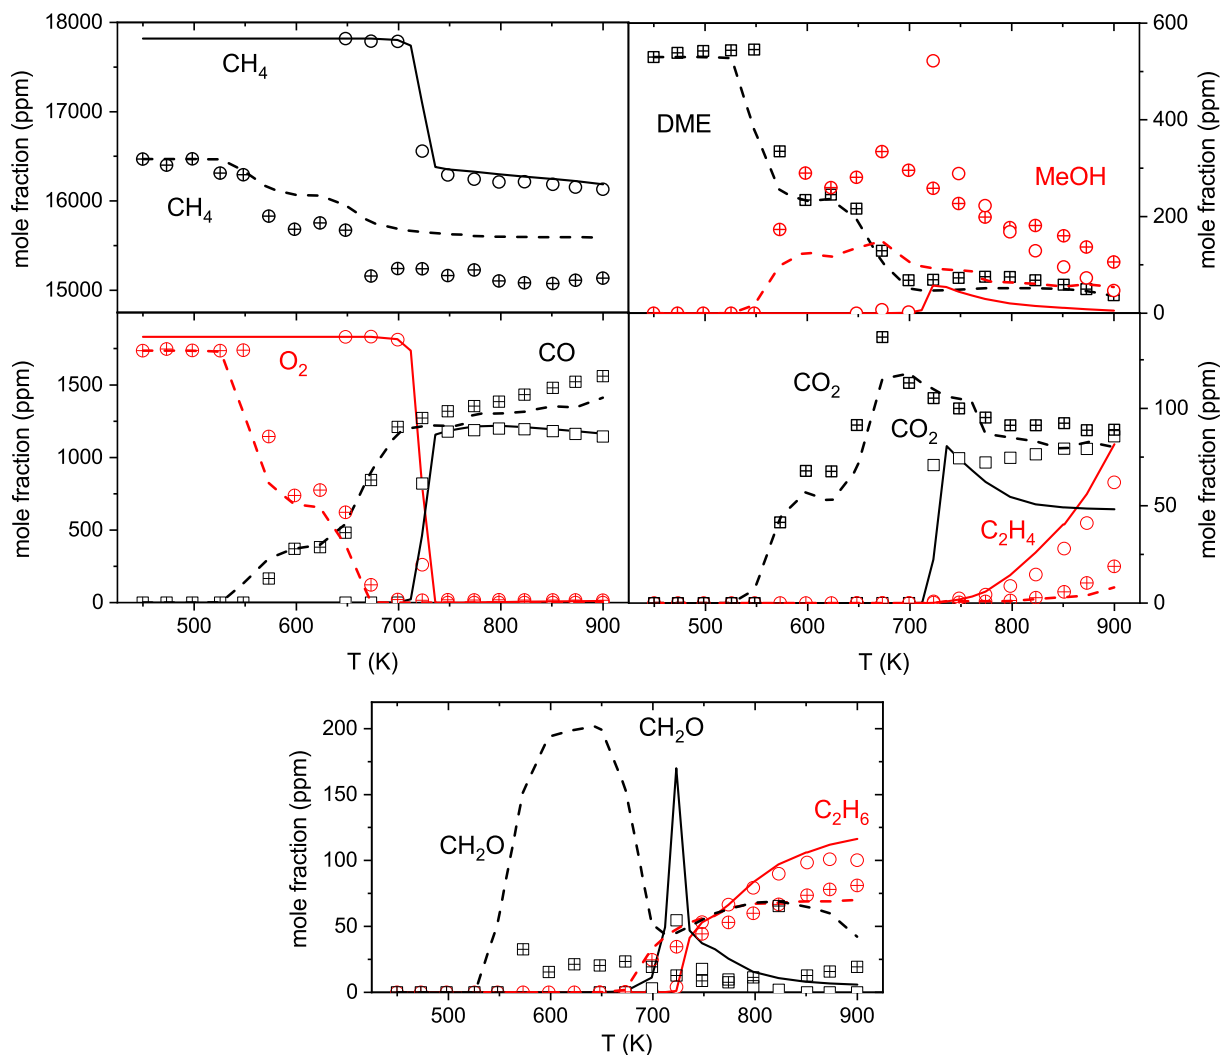 18000
17000
16000
15000
mole fraction (ppm)
CH4
CH4
600
400
200
0
mole fraction (ppm)
DME
MeOH
1500
1000
500
0
mole fraction (ppm)
O2
CO
500 600 700 800 900
T (K)
100
50
0
mole fraction (ppm)
CO2
CO2
C2H4
500 600 700 800 900
T (K)
200
150
100
50
0
mole fraction (ppm)
CH2O
CH2O
C2H6
500 600 700 800 900
T (K)